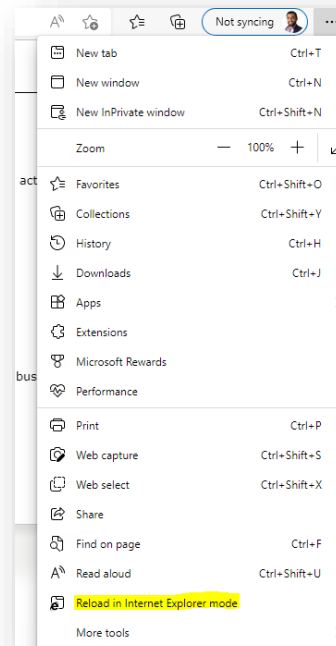 A
Not syncing
New tab Ctrl+T
New window Ctrl+N
New InPrivate window Ctrl+Shift+N
Zoom 100%
act
Favorites Ctrl+Shift+O
Collections Ctrl+Shift+Y
History Ctrl+H
Downloads Ctrl+J
Apps
Extensions
Microsoft Rewards
bus
Performance
Print Ctrl+P
Web capture Ctrl+Shift+S
Web select Ctrl+Shift+X
Share
Find on page Ctrl+F
A Read aloud Ctrl+Shift+U
Reload in Internet Explorer mode
More tools